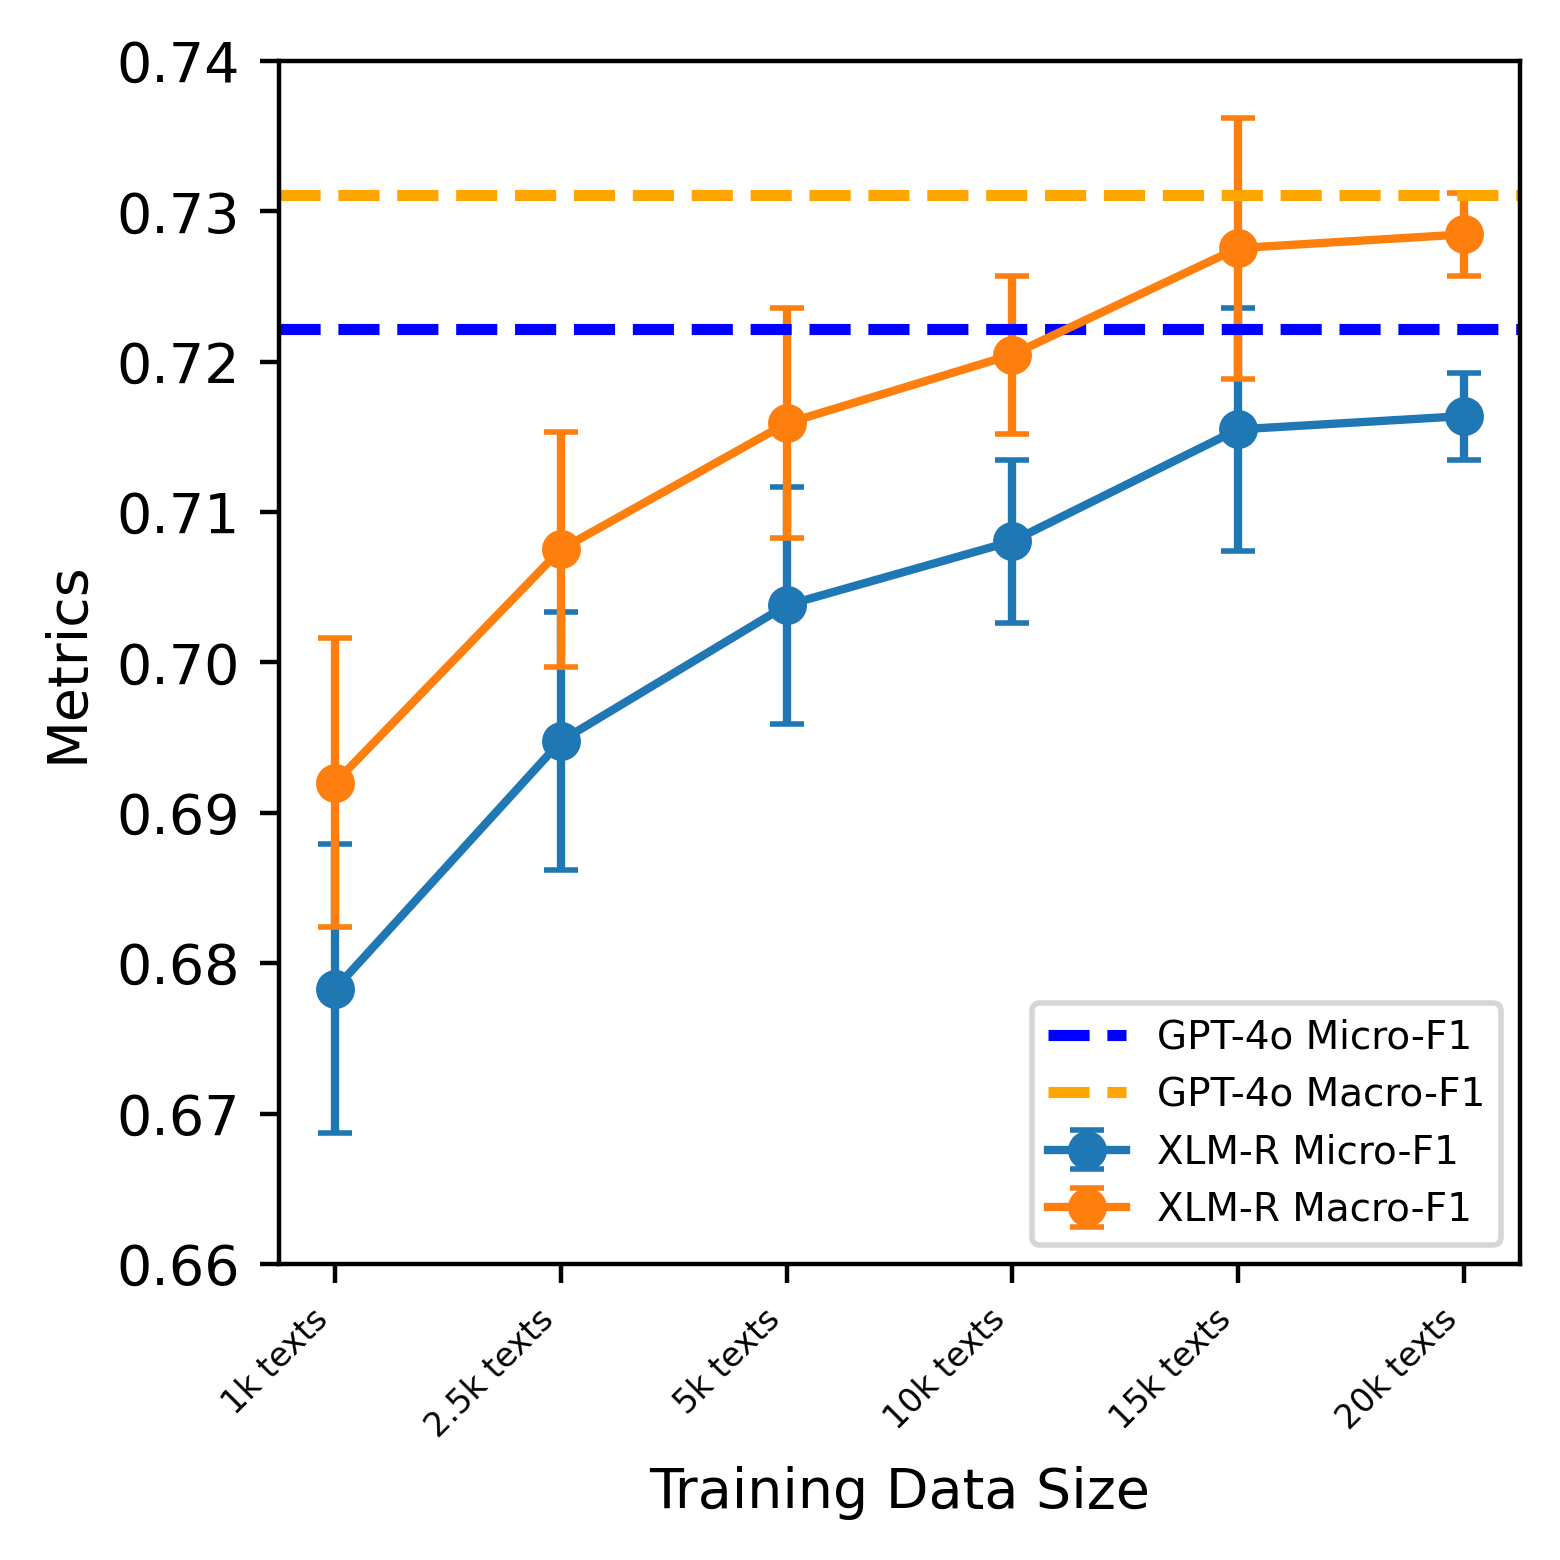 0.74
0.73
0.72
0.71
0.70
0.69
0.68
0.67
0.66
Metrics
GPT-4o Micro-F1
GPT-4o Macro-F1
XLM-R Micro-F1
XLM-R Macro-F1
1k texts
2.5k texts
5k texts
10k texts
15k texts
20k texts
Training Data Size